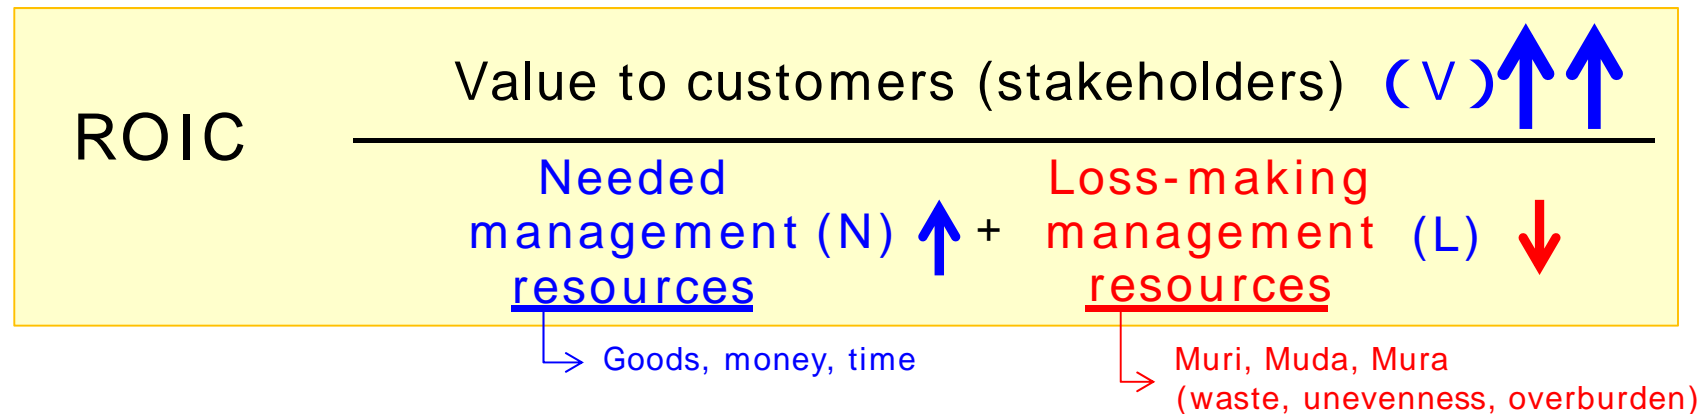 Value to customers (stakeholders) (V)
ROIC
Needed Loss-making
management (N) + management (L)
resources resources
Goods, money, time Muri, Muda, Mura
(waste, unevenness, overburden)